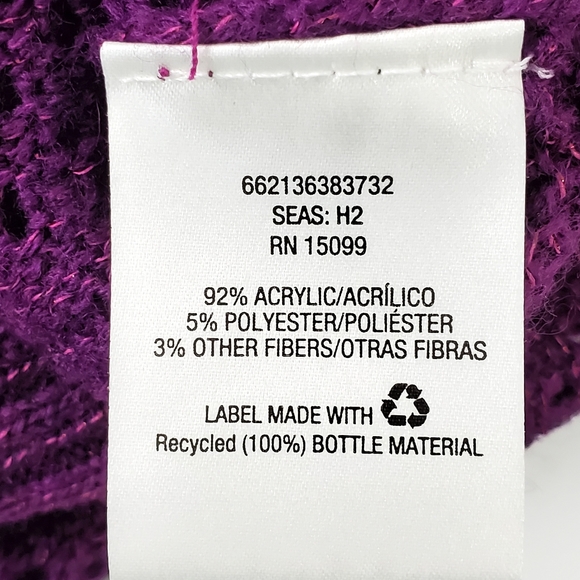 662136383732
SEAS: H2
RN 15099
92% ACRYLIC/ACRÍLICO
5% POLYESTER/POLIÉSTER
3% OTHER FIBERS/OTRAS FIBRAS
LABEL MADE WITH
Recycled (100%) BOTTLE MATERIAL